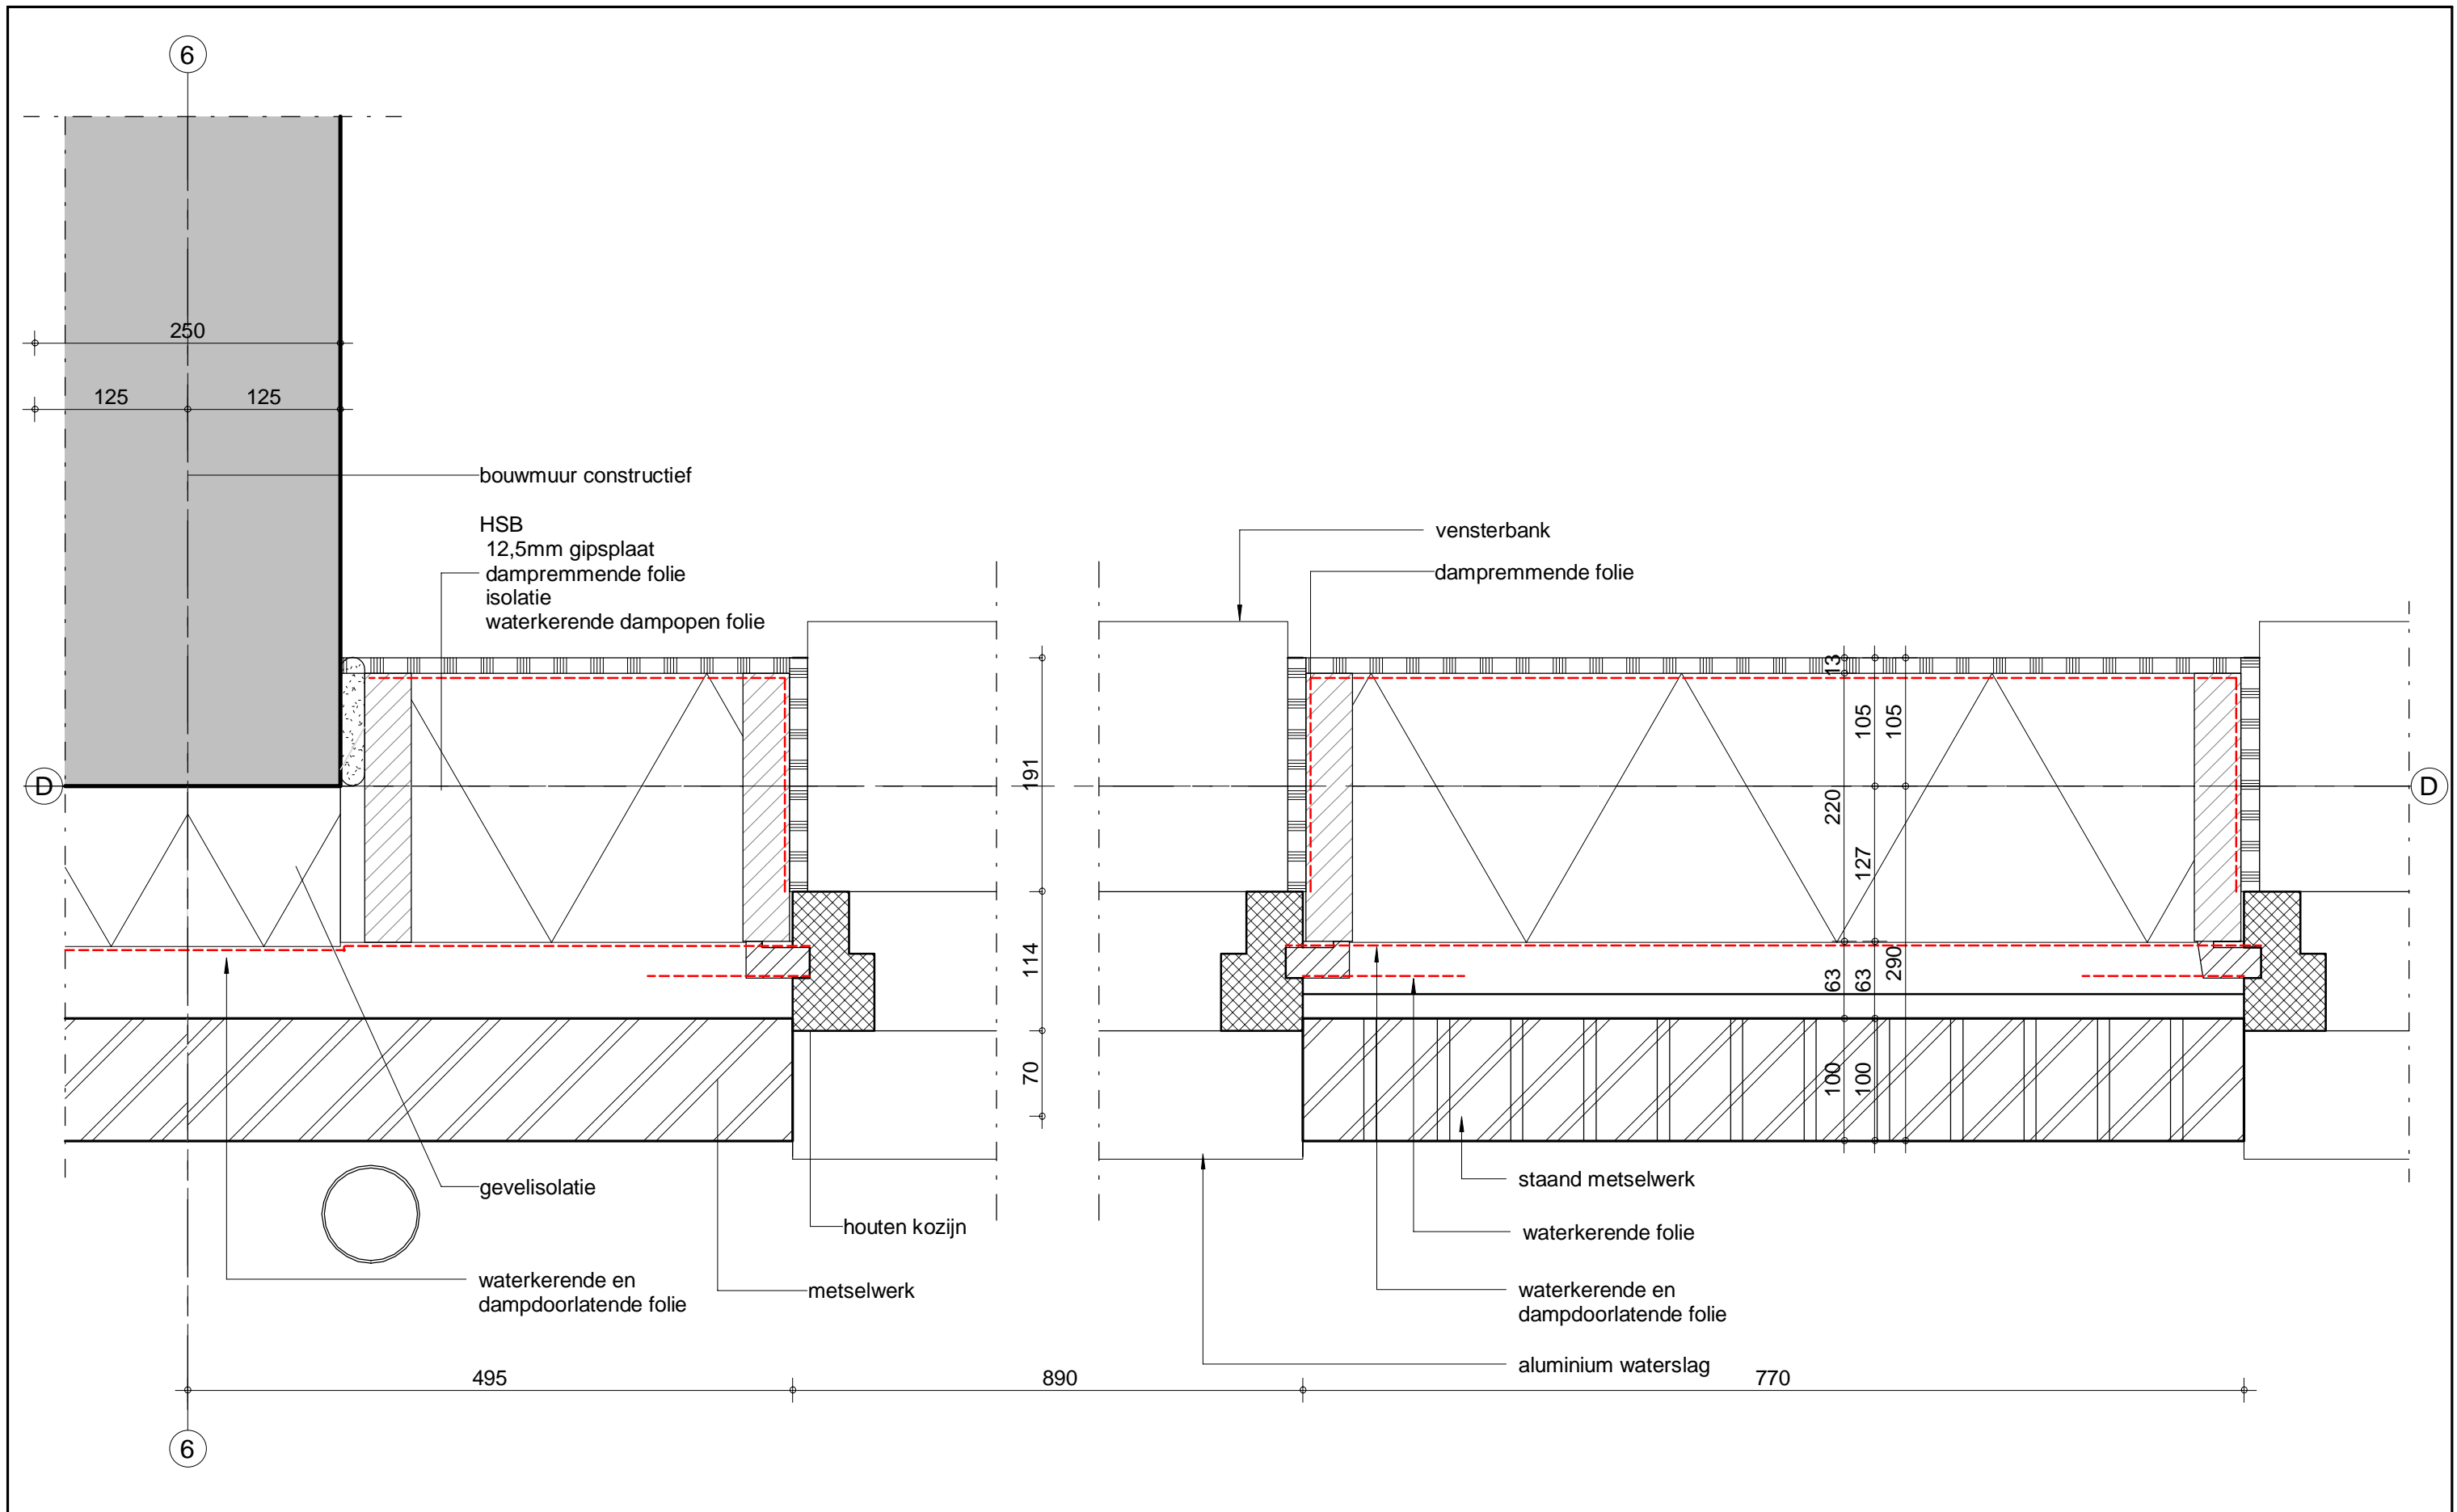 6
250
125
125
bouwmuur constructief
HSB
12,5mm gipsplaat
dampremmende folie
isolatie
waterkerende dampopen folie
vensterbank
dampremmende folie
13
105
105
191
D
D
220
127
114
290
63
63
70
100
100
gevelisolatie
staand metselwerk
houten kozijn
waterkerende folie
waterkerende en
dampdoorlatende folie
metselwerk
waterkerende en
dampdoorlatende folie
aluminium waterslag
495
890
770
6